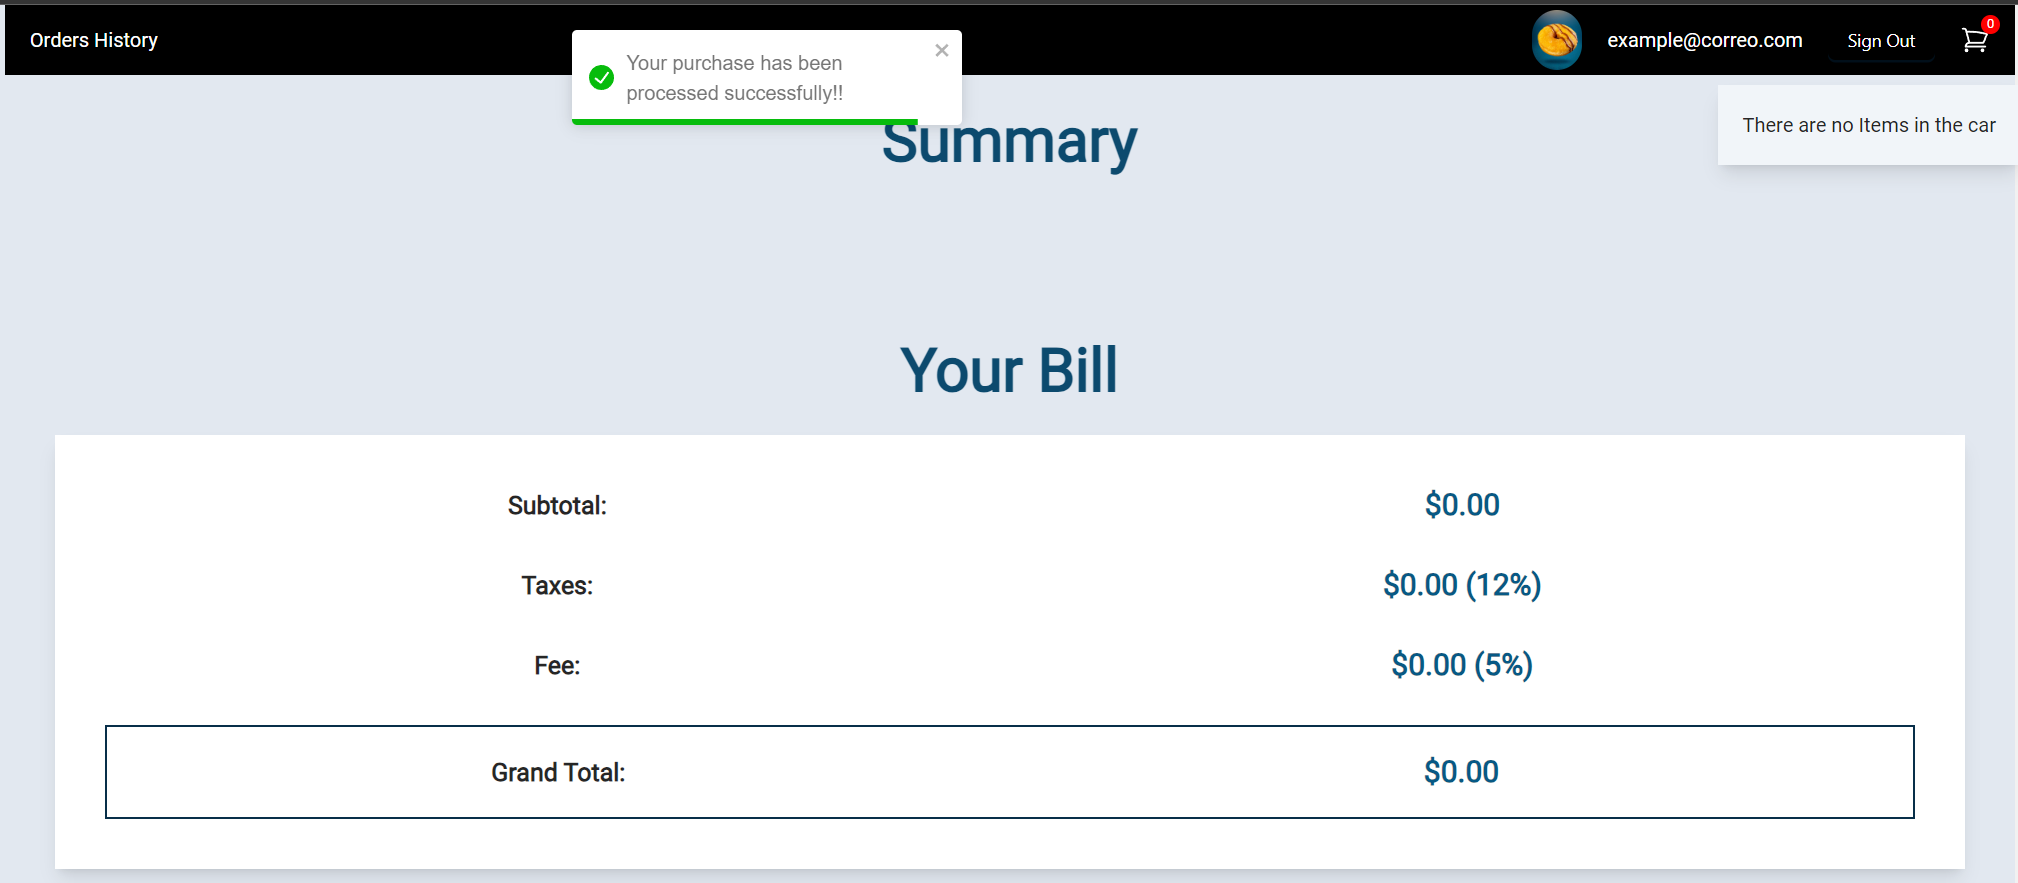 Orders History
example@correo.com
Sign Out
0
Your purchase has been
processed successfully!!
There are no Items in the car
Summary
Your Bill
Subtotal:
$0.00
Taxes:
$0.00 (12%)
Fee:
$0.00 (5%)
Grand Total:
$0.00